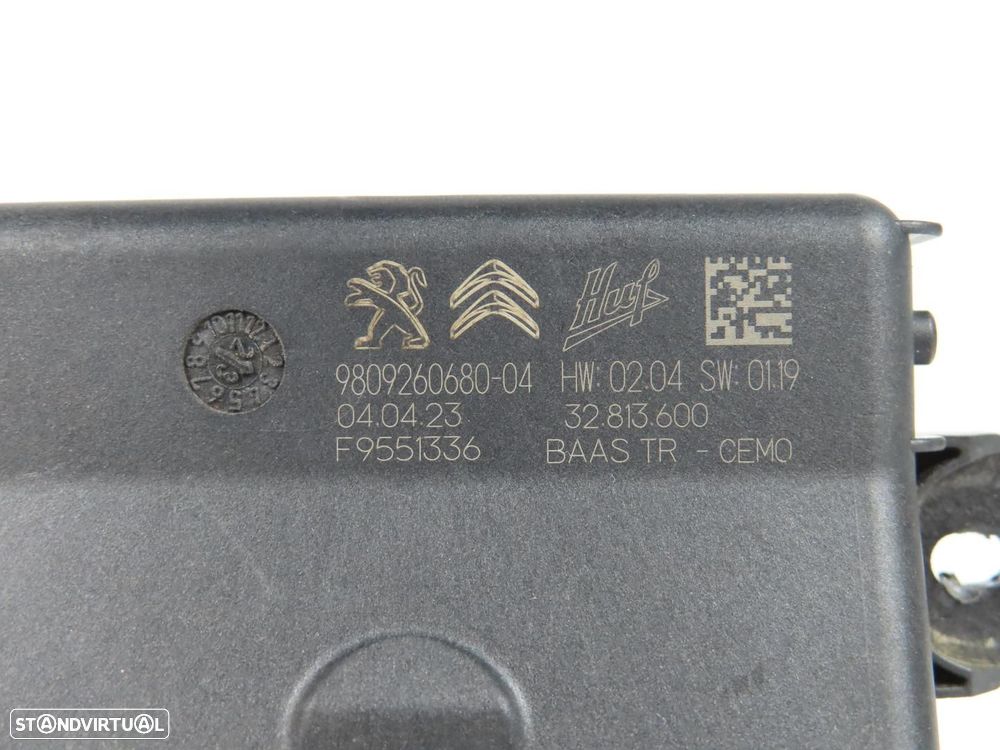 Huf
9809260680-04 HW: 02.04 SW: 01.19
04.04.23 32.813.600
F9551336 BAAS TR - CEMQ
STANDVIRTUAL